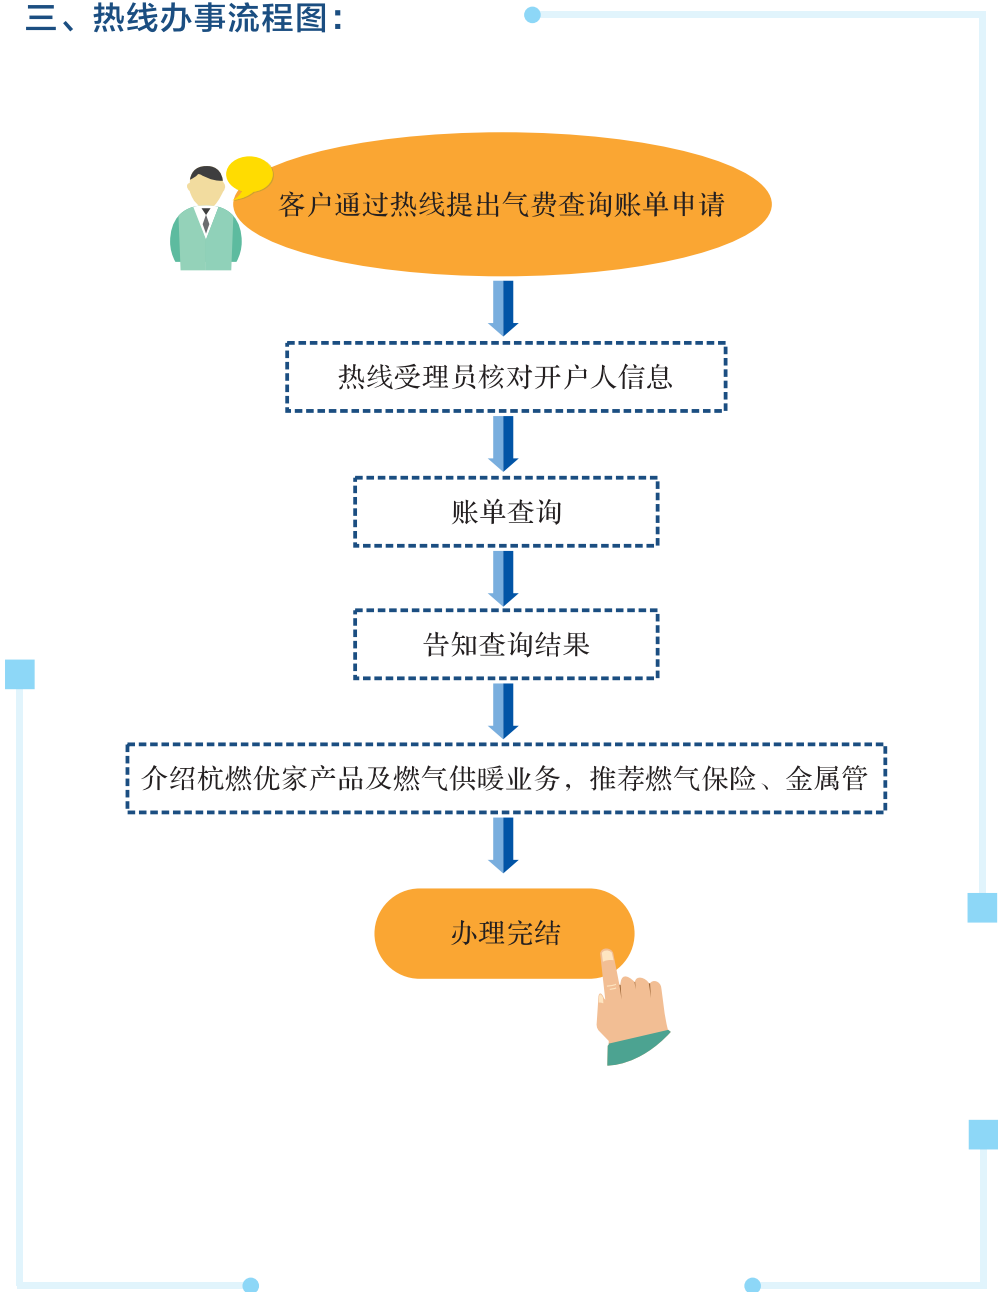 三、热线办事流程图：
客户通过热线提出气费查询账单申请
热线受理员核对开户人信息
账单查询
告知查询结果
介绍杭燃优家产品及燃气供暖业务，推荐燃气保险、金属管
办理完结